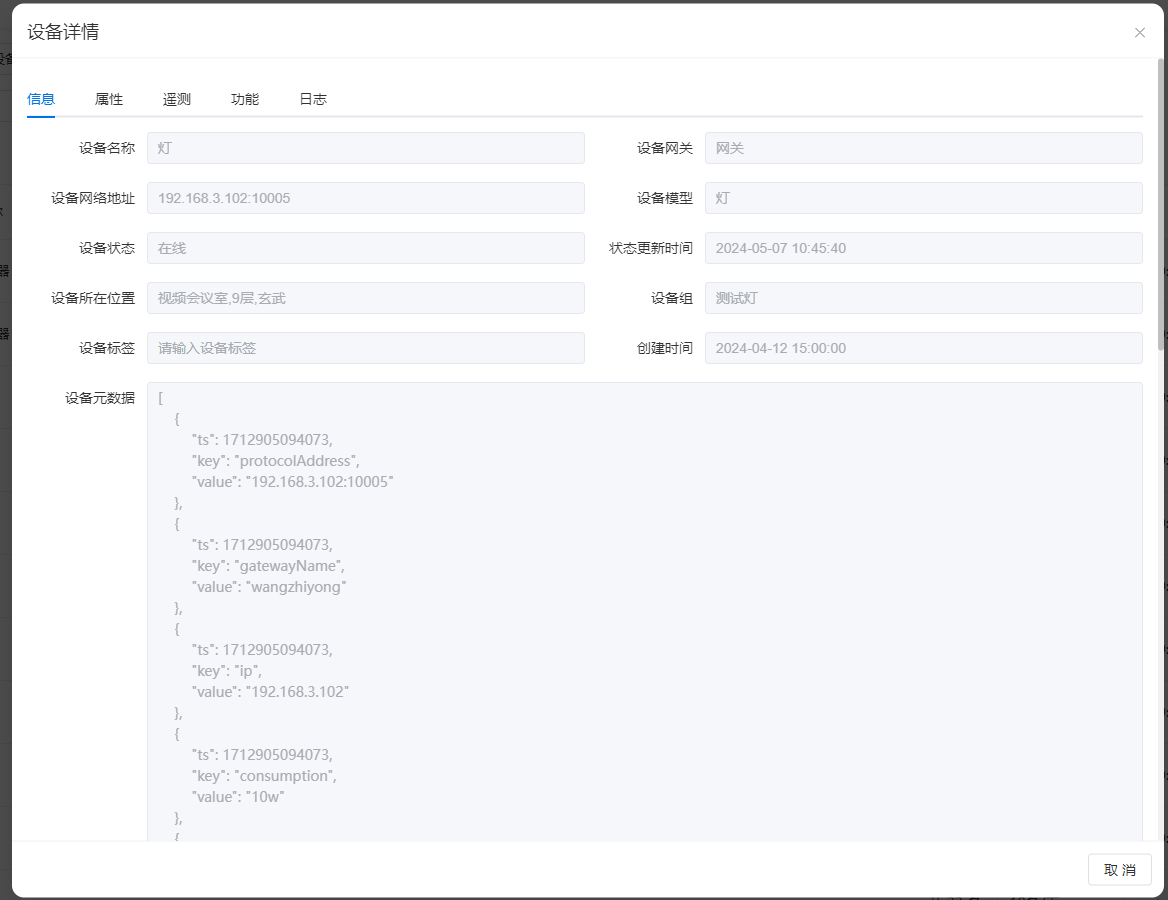 设备详情
信息 属性 遥测 功能 日志
设备名称 灯 设备网关 网关
设备网络地址 192.168.3.102:10005 设备模型 灯
设备状态 在线 状态更新时间 2024-05-07 10:45:40
设备所在位置 视频会议室,9层,玄武 设备组 测试灯
设备标签 请输入设备标签 创建时间 2024-04-12 15:00:00
设备元数据 [
{
"ts": 1712905094073,
"key": "protocolAddress",
"value": "192.168.3.102:10005"
},
{
"ts": 1712905094073,
"key": "gatewayName",
"value": "wangzhiyong"
},
{
"ts": 1712905094073,
"key": "ip",
"value": "192.168.3.102"
},
{
"ts": 1712905094073,
"key": "consumption",
"value": "10w"
},
{
取 消